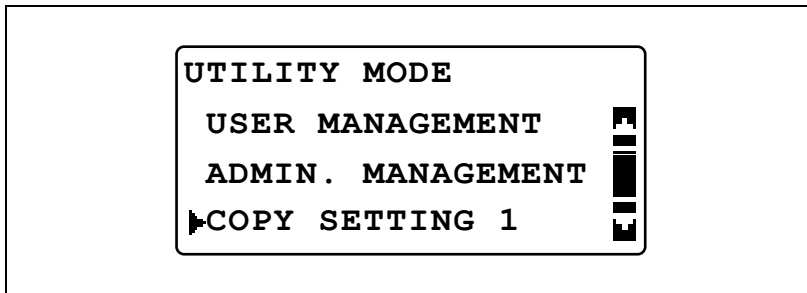 UTILITY MODE
USER MANAGEMENT
ADMIN. MANAGEMENT
COPY SETTING 1